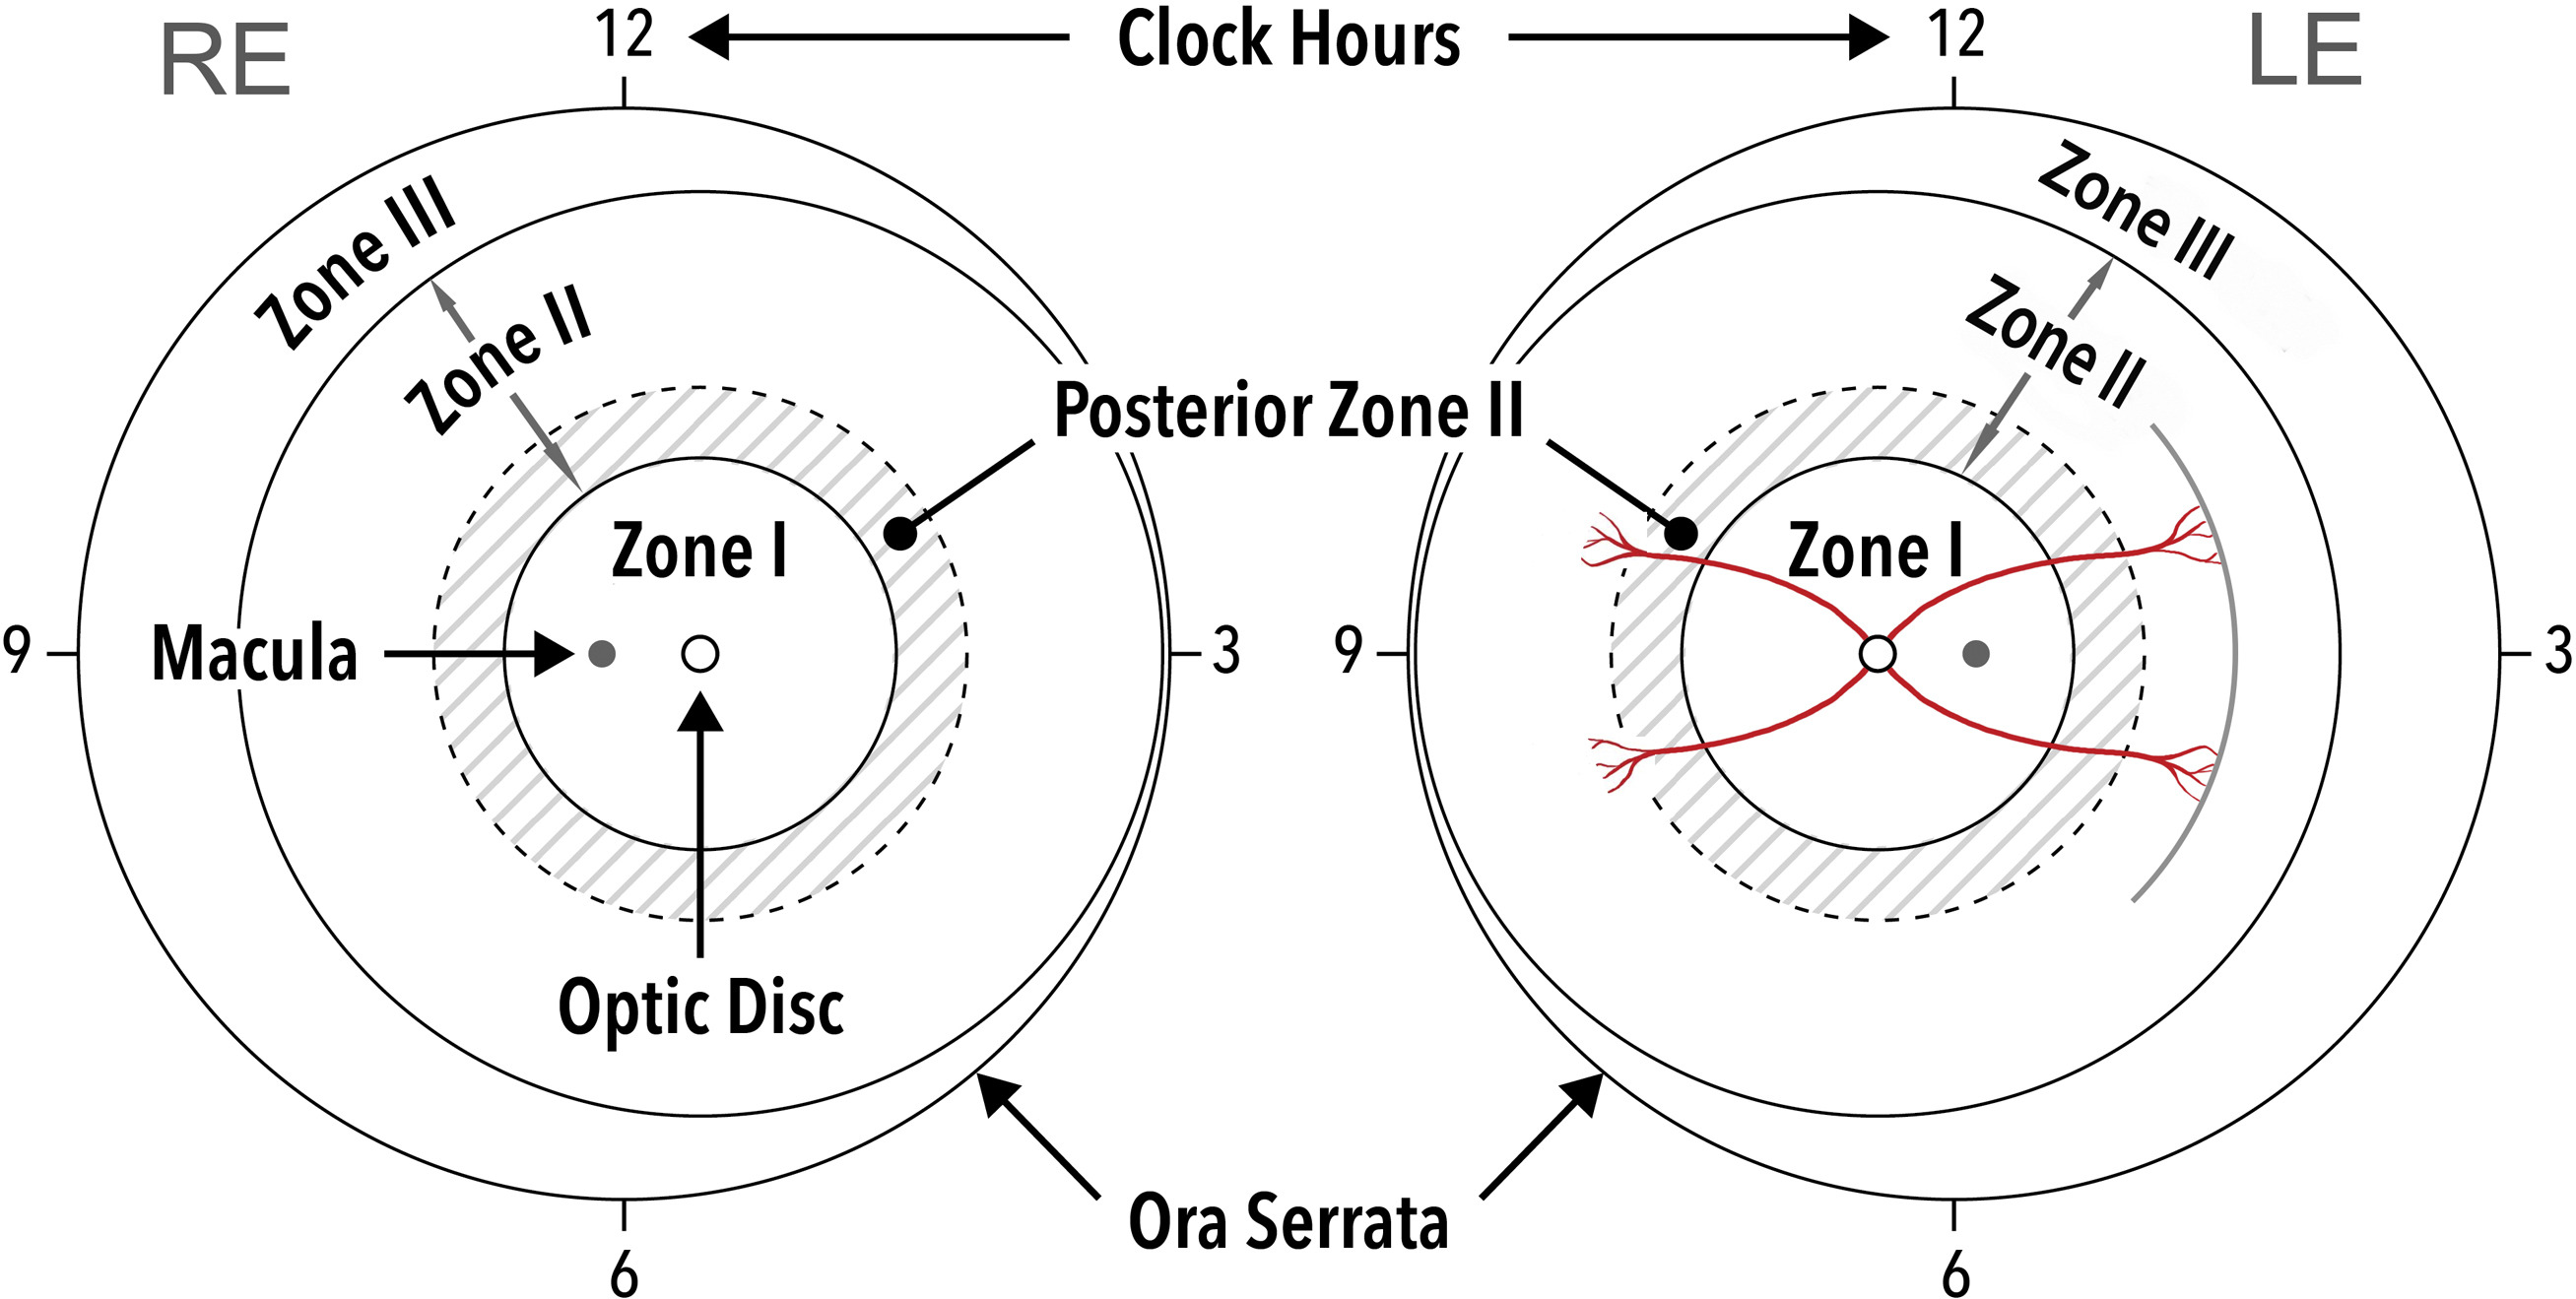 RE
12
Clock Hours
12
LE
Zone III
Zone II
Zone III
Zone II
Posterior Zone II
Zone I
Zone I
9
Macula
3
9
3
Optic Disc
Ora Serrata
6
6